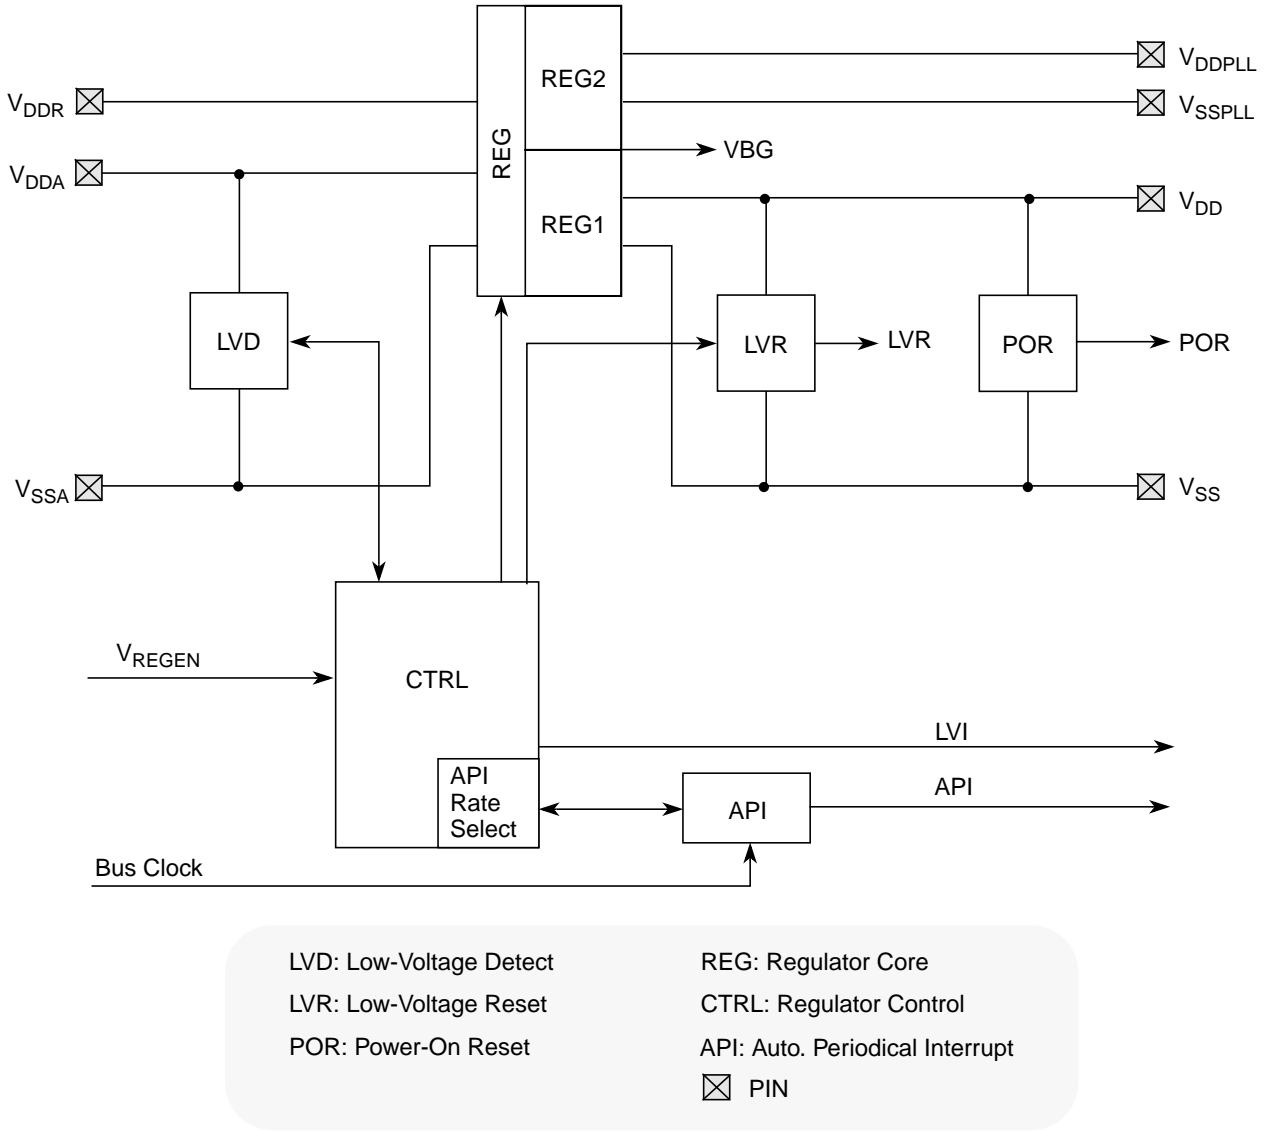 REG
REG2
REG1
VDDR
VDDA
VSSA
VDDPLL
VSSPLL
VBG
VDD
LVD
LVR
LVR
POR
POR
VSS
VREGEN
CTRL
LVI
API
Rate
Select
API
API
Bus Clock
LVD: Low-Voltage Detect
LVR: Low-Voltage Reset
POR: Power-On Reset
REG: Regulator Core
CTRL: Regulator Control
API: Auto. Periodical Interrupt
PIN